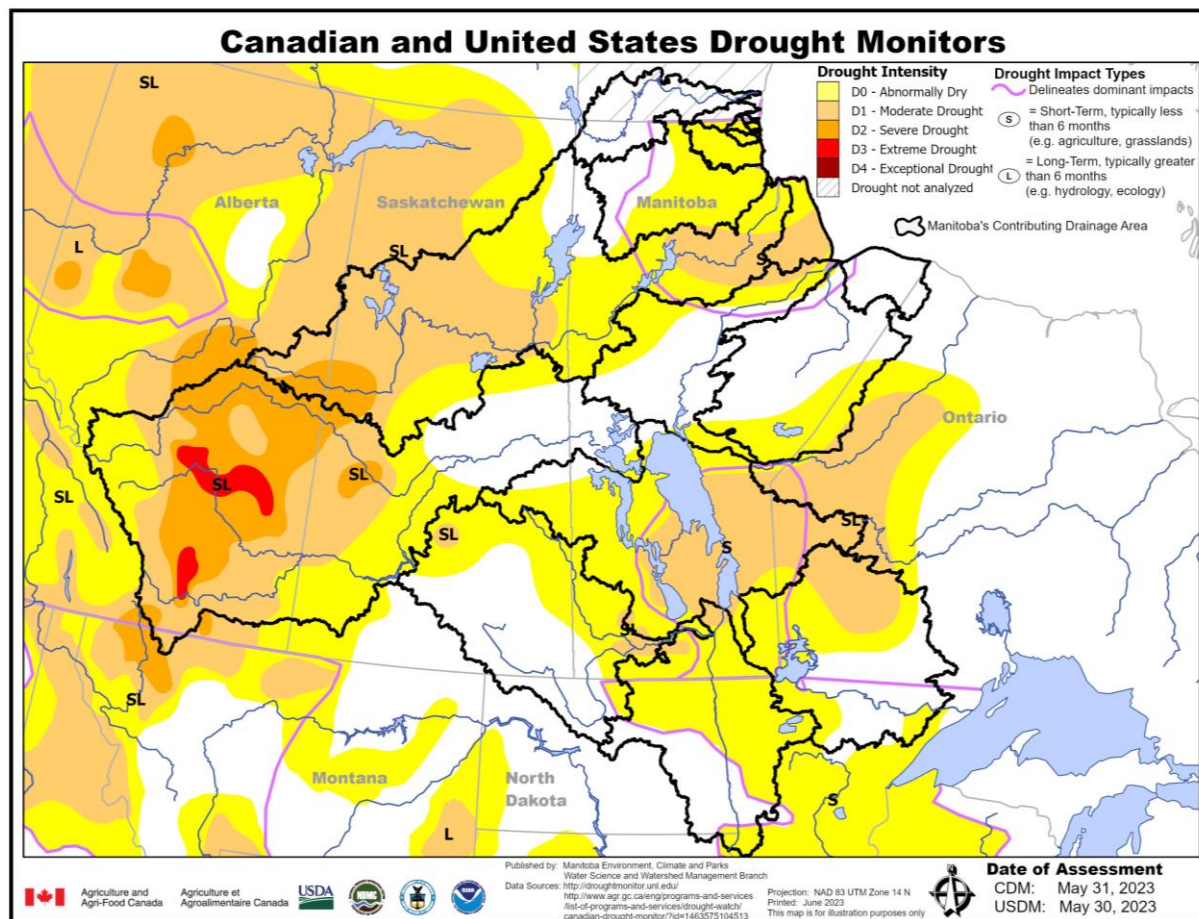 Canadian and United States Drought Monitors
Drought Intensity
D0 - Abnormally Dry
D1 - Moderate Drought
D2 - Severe Drought
D3 - Extreme Drought
D4 - Exceptional Drought
Drought not analyzed
Drought Impact Types
Delineates dominant impacts
S = Short-Term, typically less
than 6 months
(e.g. agriculture, grasslands)
L = Long-Term, typically greater
than 6 months
(e.g. hydrology, ecology)
Manitoba's Contributing Drainage Area
SL
Alberta
Saskatchewan
Manitoba
L
SL
S
Ontario
SL
SL
SL
SL
SL
S
SL
SL
S
SL
Montana
North
Dakota
S
L
Agriculture and
Agri-Food Canada
Agriculture et
Agroalimentaire Canada
USDA
NDMC
NOAA
Published by: Manitoba Environment, Climate and Parks
Water Science and Watershed Management Branch
Data Sources: http://droughtmonitor.unl.edu/
http://www.agr.gc.ca/eng/programs-and-services
/list-of-programs-and-services/drought-watch/
canadian-drought-monitor/?id=1463575104513
Projection: NAD 83 UTM Zone 14 N
Printed: June 2023
This map is for illustration purposes only
Date of Assessment
CDM: May 31, 2023
USDM: May 30, 2023